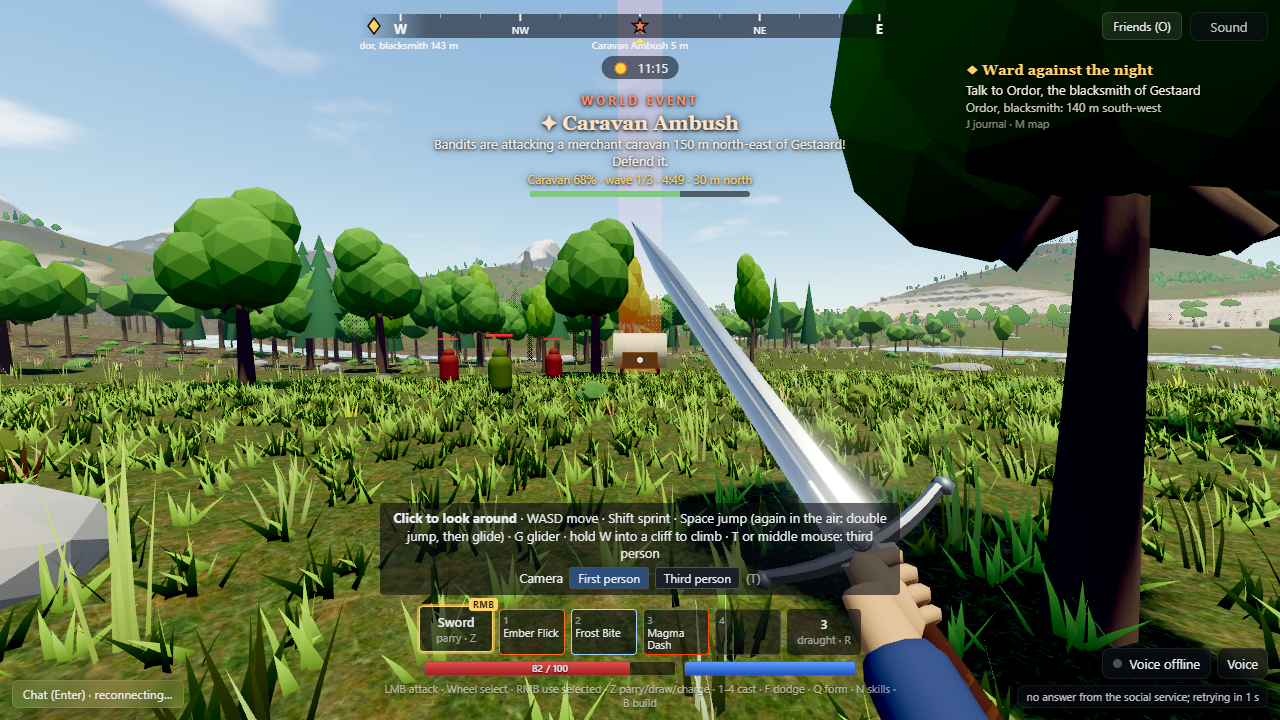 W
NW
NE
E
dor, blacksmith 143 m
Caravan Ambush 5 m
11:15
Friends (O)
Sound
WORLD EVENT
✦ Caravan Ambush
Bandits are attacking a merchant caravan 150 m north-east of Gestaard!
Defend it.
Caravan 68% · wave 1/3 · 4:49 · 30 m north
◆ Ward against the night
Talk to Ordor, the blacksmith of Gestaard
Ordor, blacksmith: 140 m south-west
J journal · M map
Click to look around · WASD move · Shift sprint · Space jump (again in the air: double
jump, then glide) · G glider · hold W into a cliff to climb · T or middle mouse: third
person
Camera First person Third person (T)
RMB
Sword
parry · Z
1
Ember Flick
2
Frost Bite
3
Magma
Dash
4
3
draught · R
82 / 100
LMB attack · Wheel select · RMB use selected · Z parry/draw/charge · 1-4 cast · F dodge · Q form · N skills ·
B build
Chat (Enter) · reconnecting...
Voice offline
Voice
no answer from the social service; retrying in 1 s